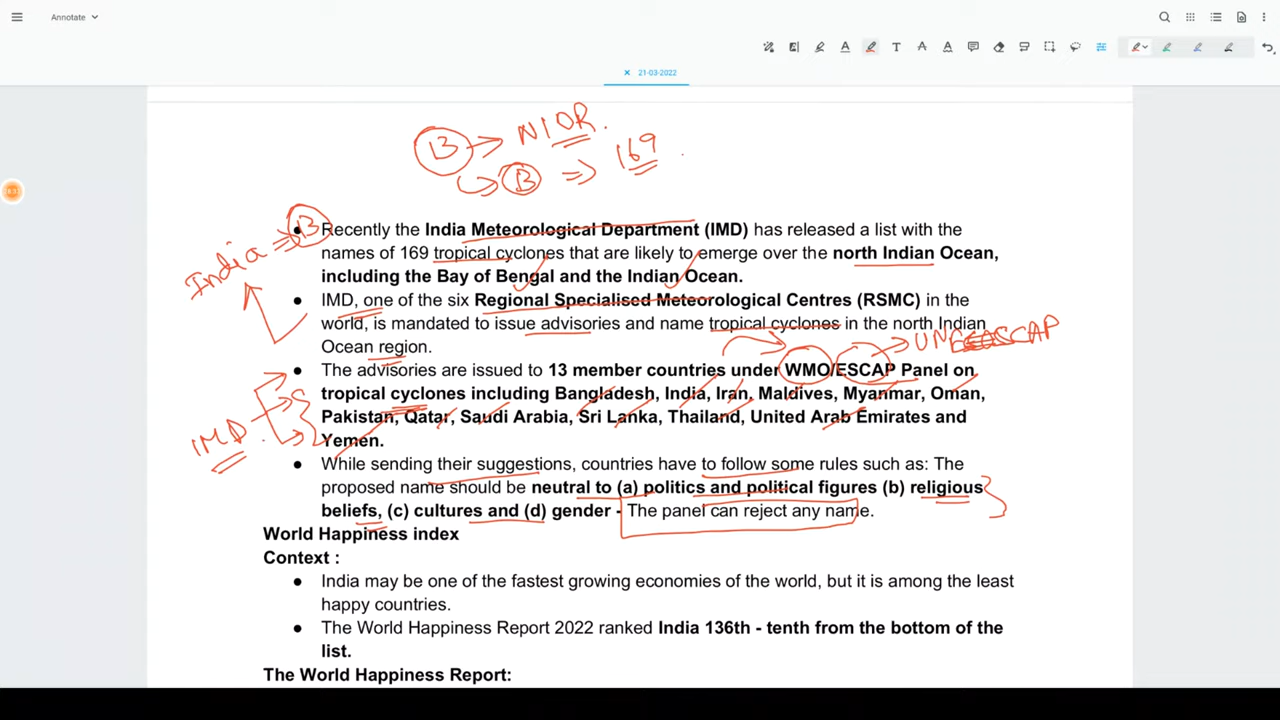 Annotate
21-03-2022
13 → NIOR.
13 ⇒ 169
India ⇒ 13
Recently the India Meteorological Department (IMD) has released a list with the
names of 169 tropical cyclones that are likely to emerge over the north Indian Ocean,
including the Bay of Bengal and the Indian Ocean.
IMD, one of the six Regional Specialised Meteorological Centres (RSMC) in the
world, is mandated to issue advisories and name tropical cyclones in the north Indian
Ocean region.
The advisories are issued to 13 member countries under WMO/ESCAP Panel on
tropical cyclones including Bangladesh, India, Iran, Maldives, Myanmar, Oman,
Pakistan, Qatar, Saudi Arabia, Sri Lanka, Thailand, United Arab Emirates and
Yemen.
IMD
While sending their suggestions, countries have to follow some rules such as: The
proposed name should be neutral to (a) politics and political figures (b) religious
beliefs, (c) cultures and (d) gender - The panel can reject any name.
World Happiness index
Context :
India may be one of the fastest growing economies of the world, but it is among the least
happy countries.
The World Happiness Report 2022 ranked India 136th - tenth from the bottom of the
list.
The World Happiness Report: